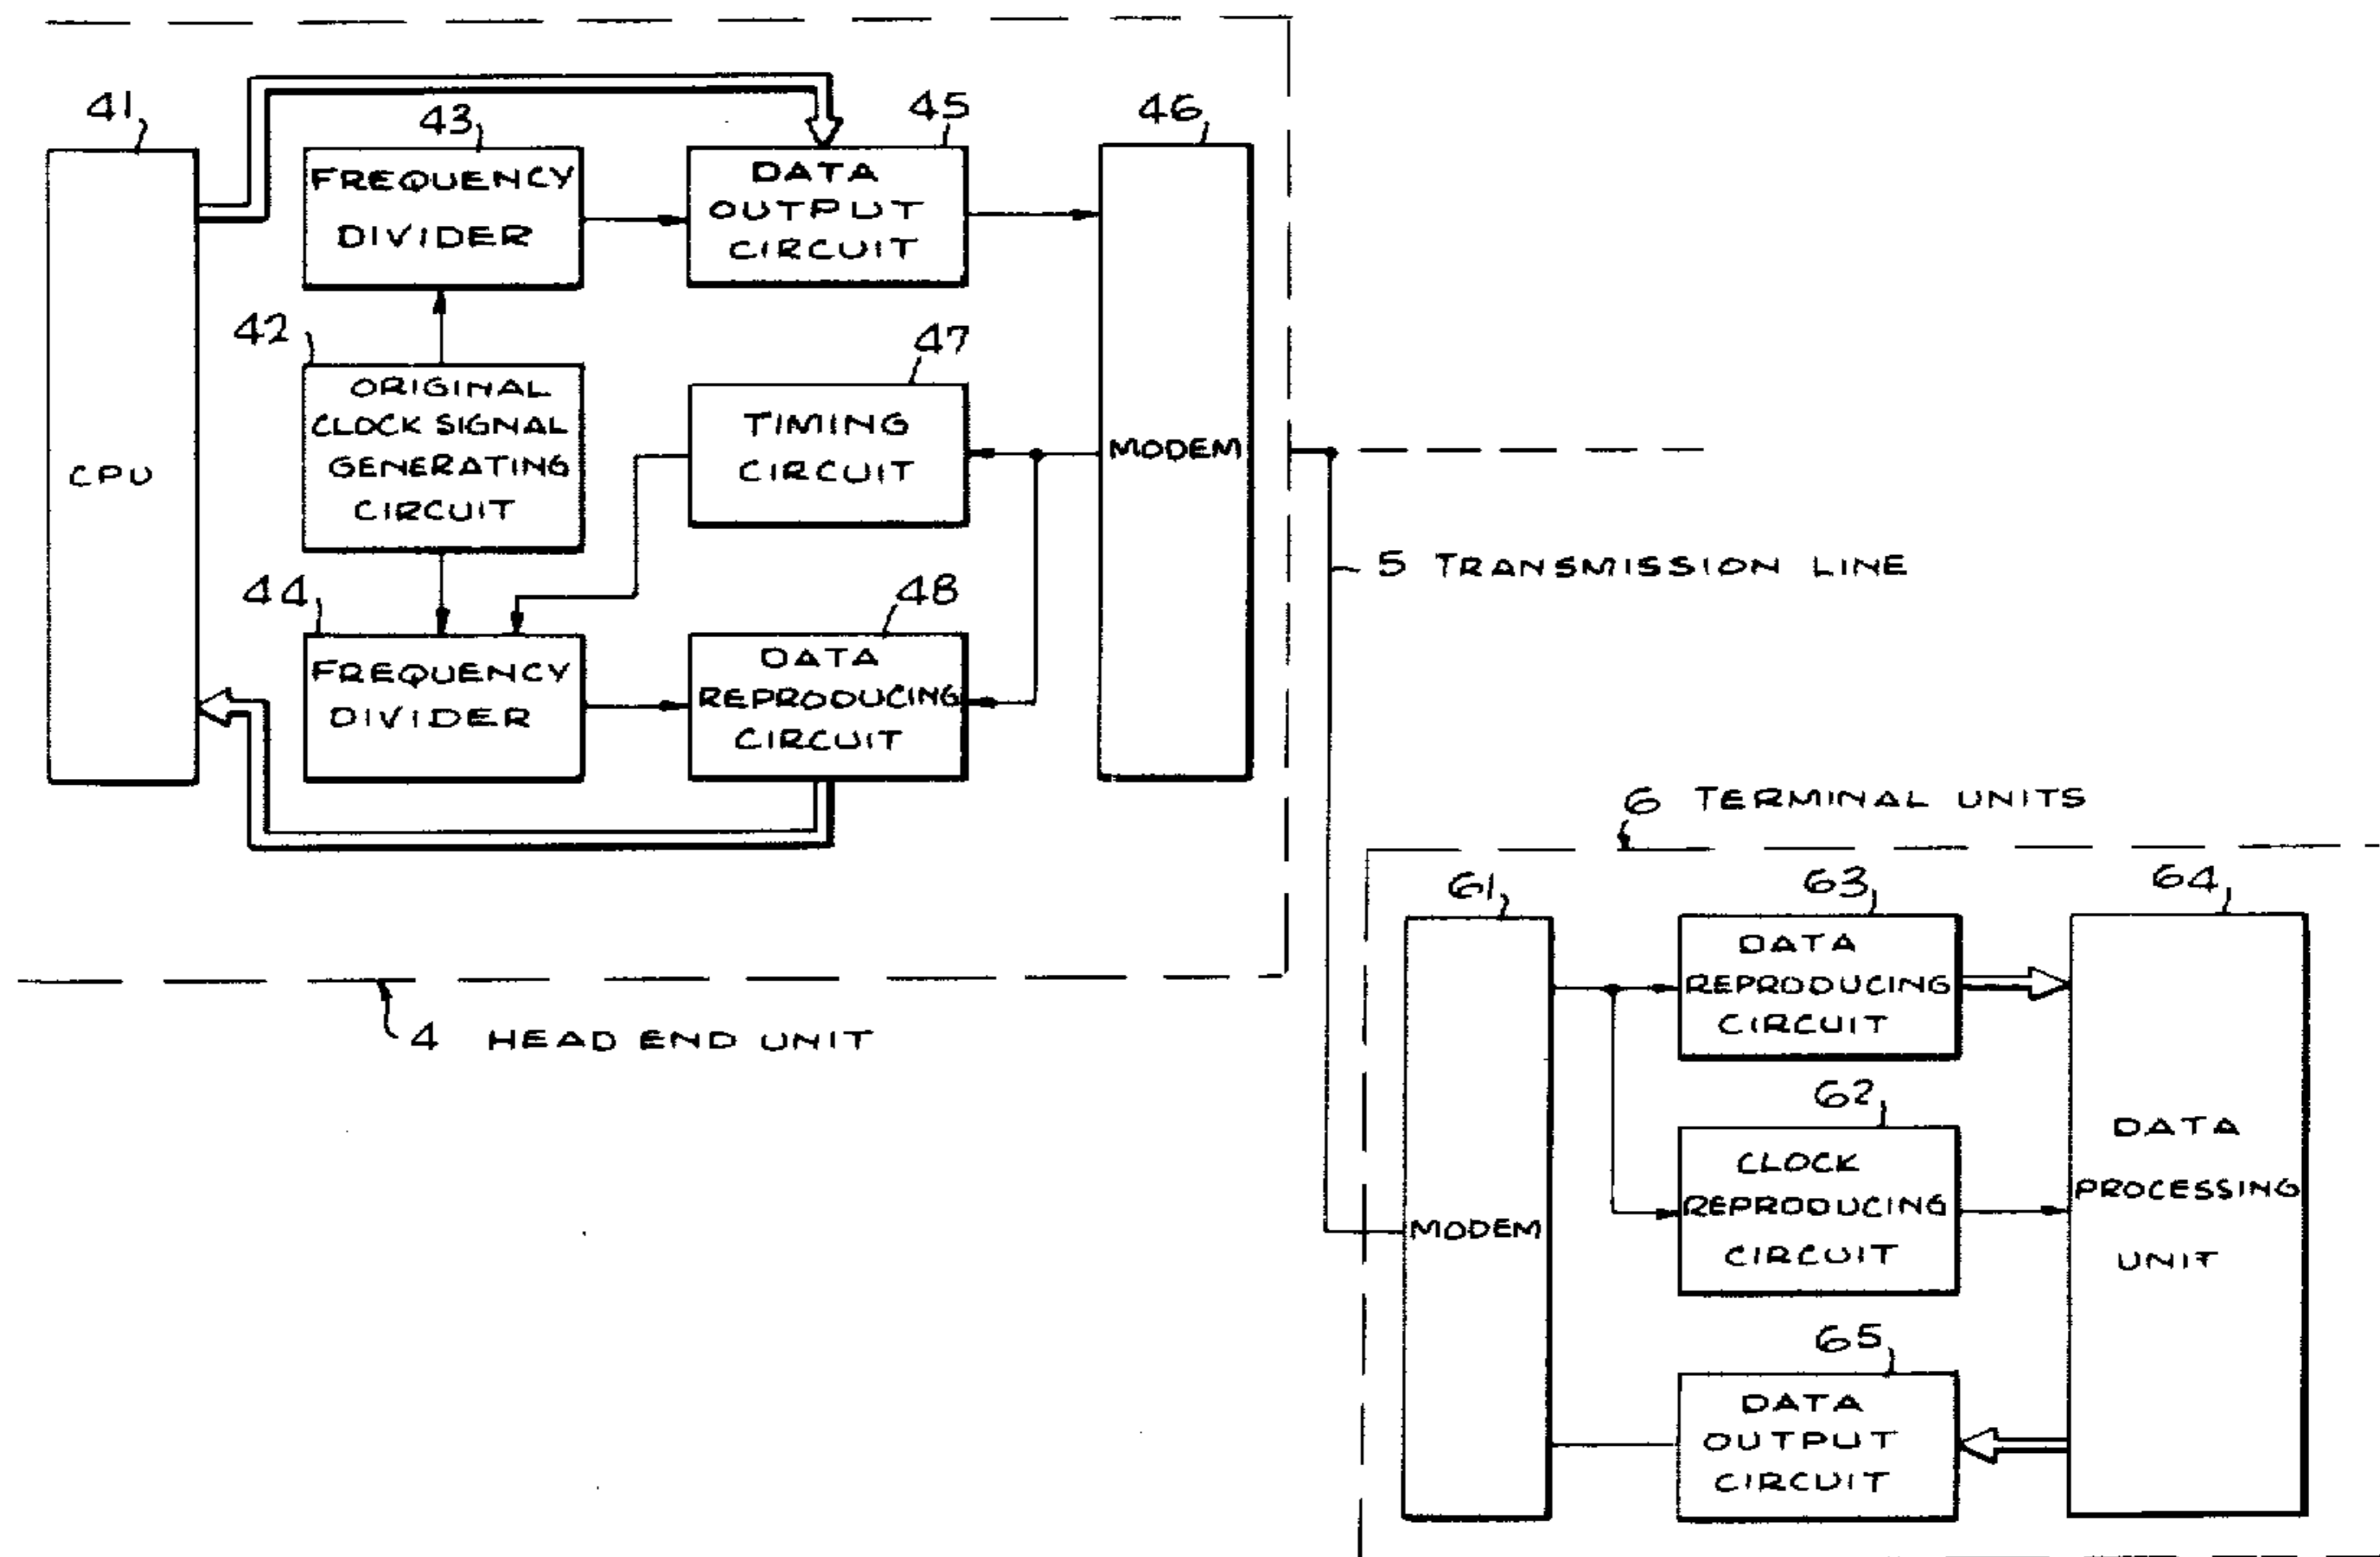 41
CPU
43
FREQUENCY
DIVIDER
45
DATA
OUTPUT
CIRCUIT
46
MODEM
42
ORIGINAL
CLOCK SIGNAL
GENERATING
CIRCUIT
47
TIMING
CIRCUIT
44
FREQUENCY
DIVIDER
48
DATA
REPRODUCING
CIRCUIT
4 HEAD END UNIT
5 TRANSMISSION LINE
6 TERMINAL UNITS
61
MODEM
63
DATA
REPRODUCING
CIRCUIT
62
CLOCK
REPRODUCING
CIRCUIT
65
DATA
OUTPUT
CIRCUIT
64
DATA
PROCESSING
UNIT